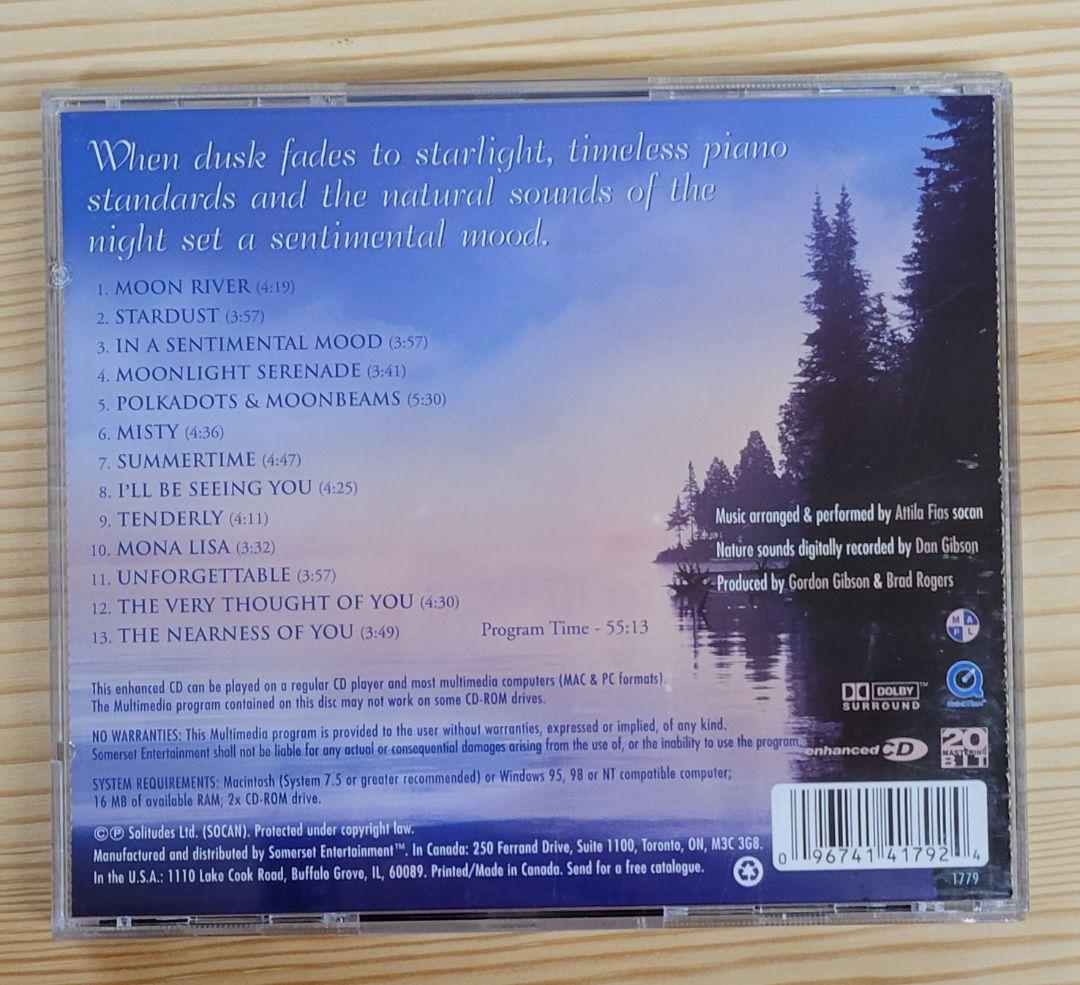 When dusk fades to starlight, timeless piano
standards and the natural sounds of the
night set a sentimental mood.
1. MOON RIVER (4:19)
2. STARDUST (3:57)
3. IN A SENTIMENTAL MOOD (3:57)
4. MOONLIGHT SERENADE (3:41)
5. POLKADOTS & MOONBEAMS (5:30)
6. MISTY (4:36)
7. SUMMERTIME (4:47)
8. I'LL BE SEEING YOU (4:25)
9. TENDERLY (4:11)
10. MONA LISA (3:32)
11. UNFORGETTABLE (3:57)
12. THE VERY THOUGHT OF YOU (4:30)
13. THE NEARNESS OF YOU (3:49)
Program Time - 55:13
Music arranged & performed by Attila Fias socan
Nature sounds digitally recorded by Dan Gibson
Produced by Gordon Gibson & Brad Rogers
M A
P L
This enhanced CD can be played on a regular CD player and most multimedia computers (MAC & PC formats).
The Multimedia program contained on this disc may not work on some CD-ROM drives.
NO WARRANTIES: This Multimedia program is provided to the user without warranties, expressed or implied, of any kind.
Somerset Entertainment shall not be liable for any actual or consequential damages arising from the use of, or the inability to use the program.
SYSTEM REQUIREMENTS: Macintosh (System 7.5 or greater recommended) or Windows 95, 98 or NT compatible computer;
16 MB of available RAM; 2x CD-ROM drive.
DOLBY™
SURROUND
enhanced CD
20
MASTERING
BIT
©℗ Solitudes Ltd. (SOCAN). Protected under copyright law.
Manufactured and distributed by Somerset Entertainment™. In Canada: 250 Ferrand Drive, Suite 1100, Toronto, ON, M3C 3G8.
In the U.S.A.: 1110 Lake Cook Road, Buffalo Grove, IL, 60089. Printed/Made in Canada. Send for a free catalogue.
0 96741 41792 4
1779